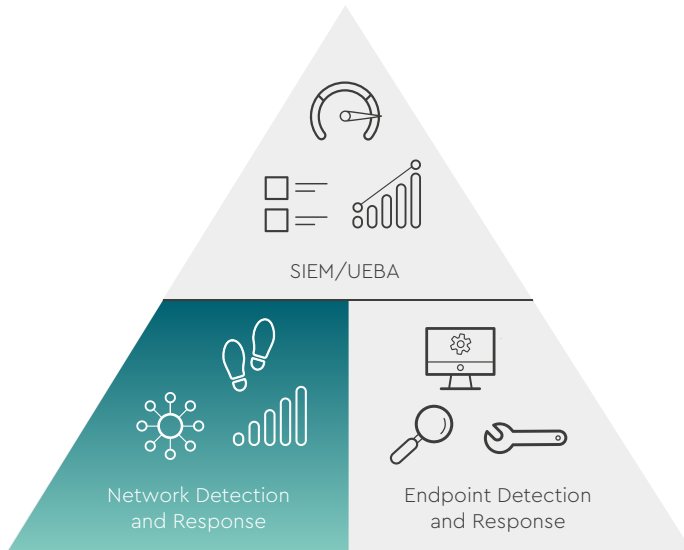 SIEM/UEBA
Network Detection
and Response
Endpoint Detection
and Response